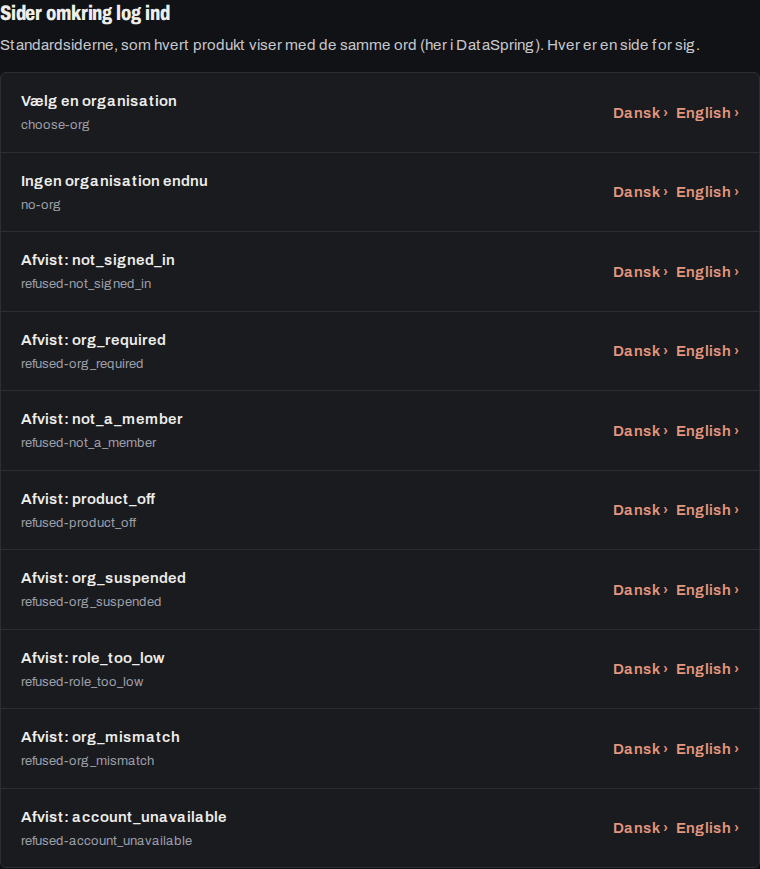 Sider omkring log ind
Standardsiderne, som hvert produkt viser med de samme ord (her i DataSpring). Hver er en side for sig.
Vælg en organisation
choose-org
Dansk › English ›
Ingen organisation endnu
no-org
Dansk › English ›
Afvist: not_signed_in
refused-not_signed_in
Dansk › English ›
Afvist: org_required
refused-org_required
Dansk › English ›
Afvist: not_a_member
refused-not_a_member
Dansk › English ›
Afvist: product_off
refused-product_off
Dansk › English ›
Afvist: org_suspended
refused-org_suspended
Dansk › English ›
Afvist: role_too_low
refused-role_too_low
Dansk › English ›
Afvist: org_mismatch
refused-org_mismatch
Dansk › English ›
Afvist: account_unavailable
refused-account_unavailable
Dansk › English ›